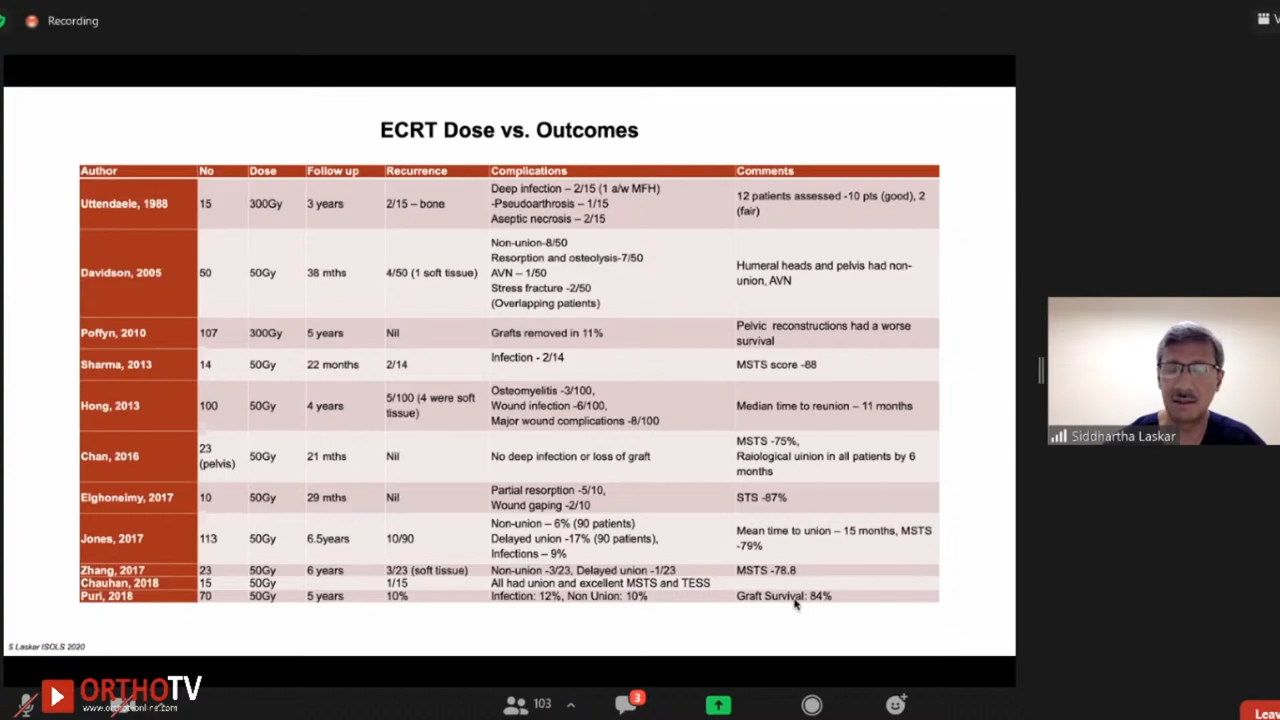 Recording
V
ECRT Dose vs. Outcomes
Author No Dose Follow up Recurrence Complications Comments
Uttendaele, 1988 15 300Gy 3 years 2/15 – bone Deep infection – 2/15 (1 a/w MFH)
-Pseudoarthrosis – 1/15
Aseptic necrosis – 2/15 12 patients assessed -10 pts (good), 2
(fair)
Davidson, 2005 50 50Gy 38 mths 4/50 (1 soft tissue) Non-union-8/50
Resorption and osteolysis-7/50
AVN – 1/50
Stress fracture -2/50
(Overlapping patients) Humeral heads and pelvis had non-
union, AVN
Poffyn, 2010 107 300Gy 5 years Nil Grafts removed in 11% Pelvic reconstructions had a worse
survival
Sharma, 2013 14 50Gy 22 months 2/14 Infection - 2/14 MSTS score -88
Hong, 2013 100 50Gy 4 years 5/100 (4 were soft
tissue) Osteomyelitis -3/100,
Wound infection -6/100,
Major wound complications -8/100 Median time to reunion – 11 months
Chan, 2016 23
(pelvis) 50Gy 21 mths Nil No deep infection or loss of graft MSTS -75%,
Raiological uinion in all patients by 6
months
Elghoneimy, 2017 10 50Gy 29 mths Nil Partial resorption -5/10,
Wound gaping -2/10 STS -87%
Jones, 2017 113 50Gy 6.5years 10/90 Non-union – 6% (90 patients)
Delayed union -17% (90 patients),
Infections – 9% Mean time to union – 15 months, MSTS
-79%
Zhang, 2017 23 50Gy 6 years 3/23 (soft tissue) Non-union -3/23, Delayed union -1/23 MSTS -78.8
Chauhan, 2018 15 50Gy 1/15 All had union and excellent MSTS and TESS
Puri, 2018 70 50Gy 5 years 10% Infection: 12%, Non Union: 10% Graft Survival: 84%
S Laskar ISOLS 2020
Siddhartha Laskar
ORTHOTV
www.orthotvonline.com
103
3
Leav